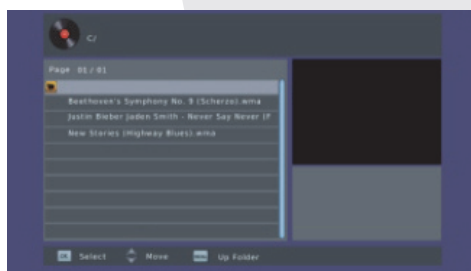 C:/
Page 01 / 01
Beethoven's Symphony No. 9 (Scherzo).wma
Justin Bieber Jaden Smith - Never Say Never (F
New Stories (Highway Blues).wma
OK Select Move Up Folder